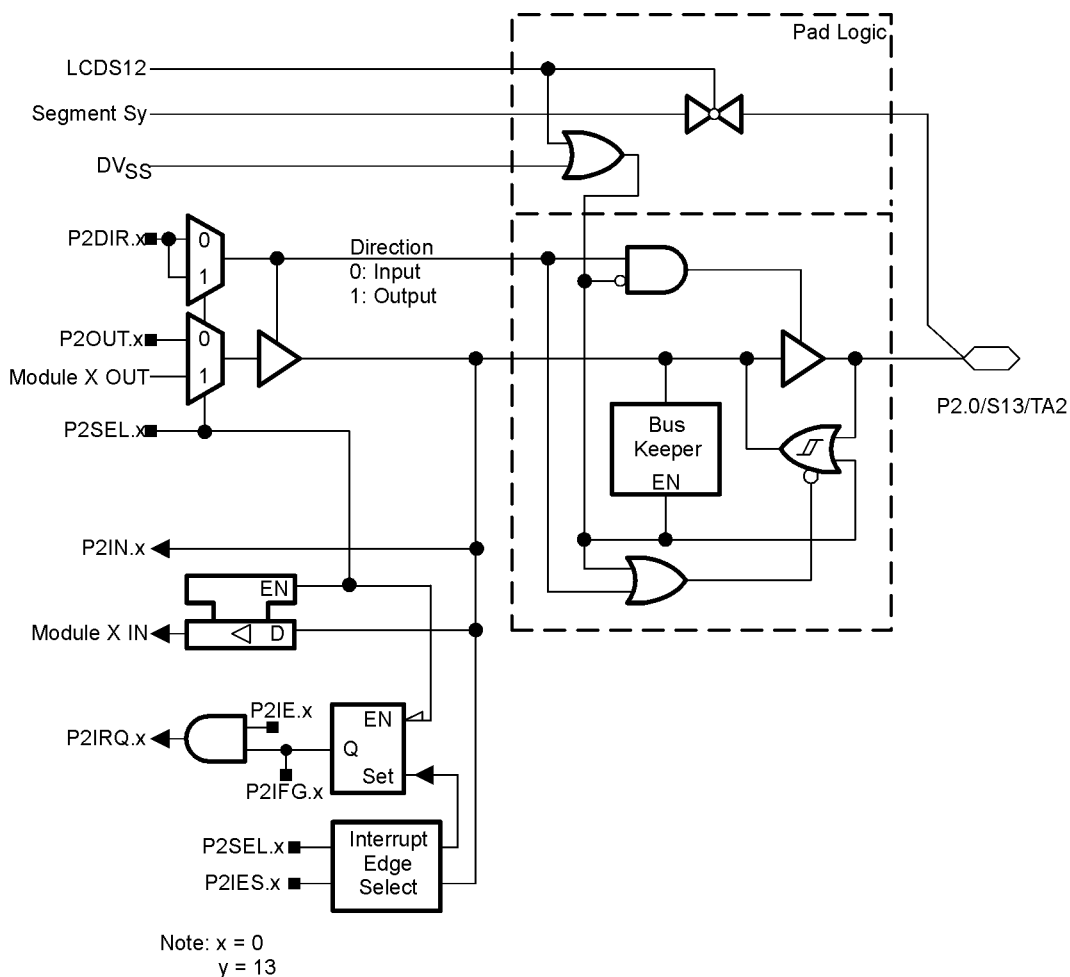 Pad Logic
LCDS12
Segment Sy
DVSS
P2DIR.x
0
1
Direction
0: Input
1: Output
P2OUT.x
0
Module X OUT
1
P2SEL.x
P2.0/S13/TA2
Bus
Keeper
EN
P2IN.x
EN
Module X IN
D
P2IE.x
EN
P2IRQ.x
Q
Set
P2IFG.x
P2SEL.x
Interrupt
Edge
Select
P2IES.x
Note: x = 0
y = 13